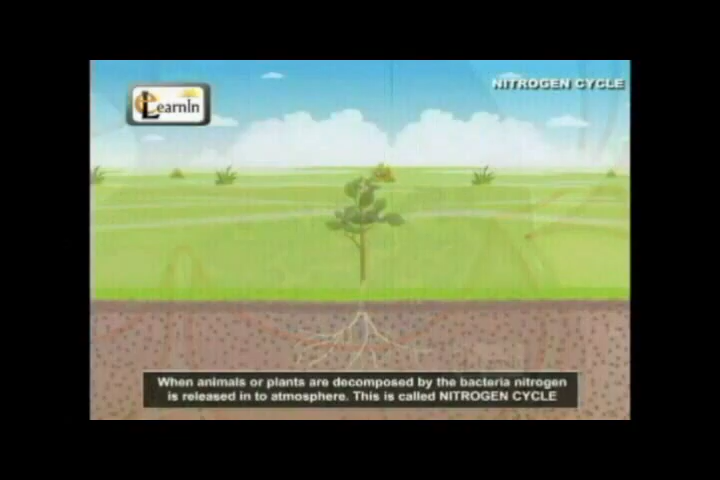 NITROGEN CYCLE
eLearnIn
When animals or plants are decomposed by the bacteria nitrogen
is released in to atmosphere. This is called NITROGEN CYCLE